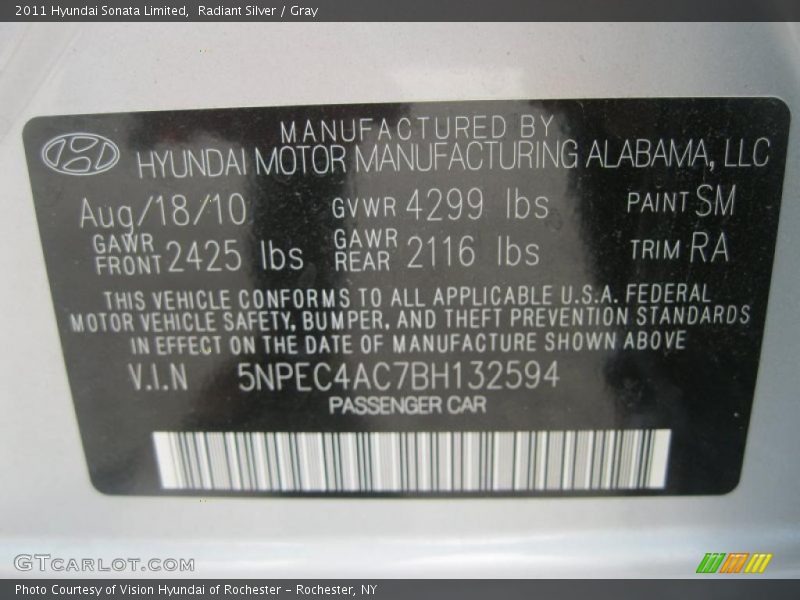 2011 Hyundai Sonata Limited,  Radiant Silver / Gray
MANUFACTURED BY
HYUNDAI MOTOR MANUFACTURING ALABAMA, LLC
Aug/18/10 GVWR 4299 lbs PAINT SM
GAWR FRONT 2425 lbs GAWR REAR 2116 lbs TRIM RA
THIS VEHICLE CONFORMS TO ALL APPLICABLE U.S.A. FEDERAL
MOTOR VEHICLE SAFETY, BUMPER, AND THEFT PREVENTION STANDARDS
IN EFFECT ON THE DATE OF MANUFACTURE SHOWN ABOVE
V.I.N 5NPEC4AC7BH132594
PASSENGER CAR
GTCARLOT.COM
Photo Courtesy of Vision Hyundai of Rochester – Rochester, NY